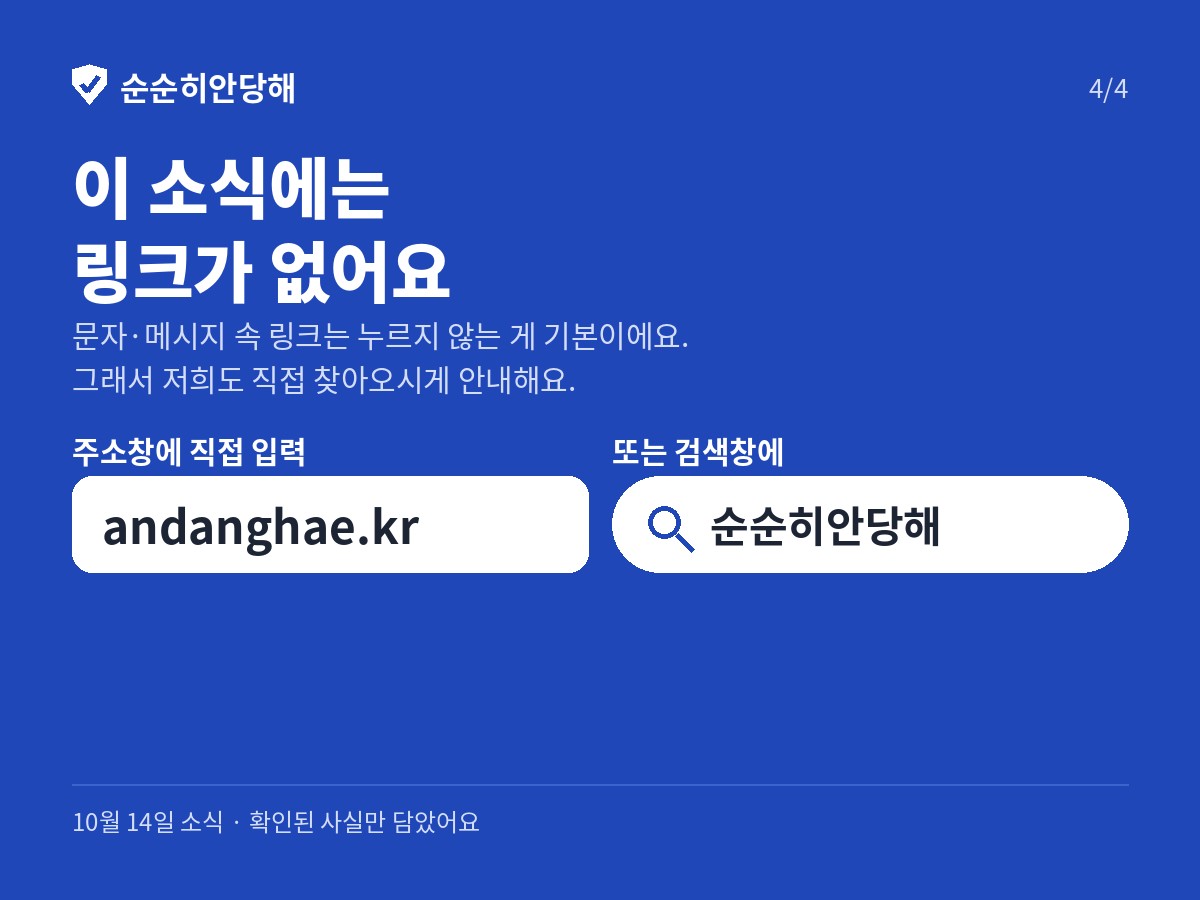 순순히안당해
4/4
이 소식에는
링크가 없어요
문자·메시지 속 링크는 누르지 않는 게 기본이에요.
그래서 저희도 직접 찾아오시게 안내해요.
주소창에 직접 입력
andanghae.kr
또는 검색창에
순순히안당해
10월 14일 소식 · 확인된 사실만 담았어요